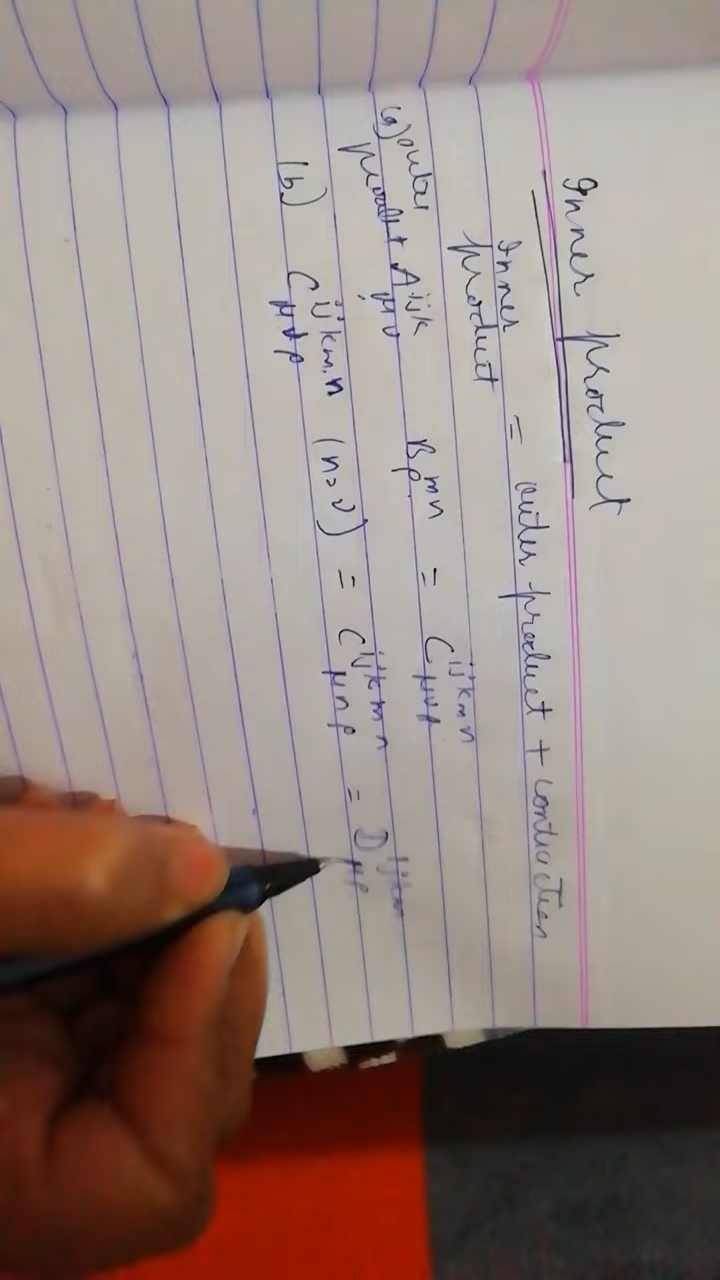 Inner product
Inner product = outer product + contraction
(a) outer product A^{ijk}_{μν} B^{mn}_{ρ} = C^{ijkmn}_{μνρ}
(b) C^{ijkmn}_{μνρ} (n=ν) = C^{ijkmn}_{μnρ} = D^{ijkm}_{μρ}